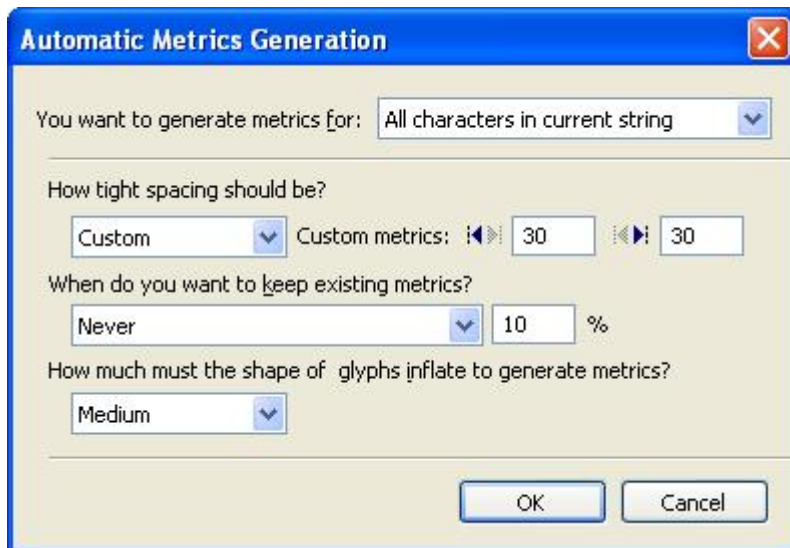 Automatic Metrics Generation
You want to generate metrics for: All characters in current string
How tight spacing should be?
Custom Custom metrics: 30 30
When do you want to keep existing metrics?
Never 10 %
How much must the shape of glyphs inflate to generate metrics?
Medium
OK Cancel